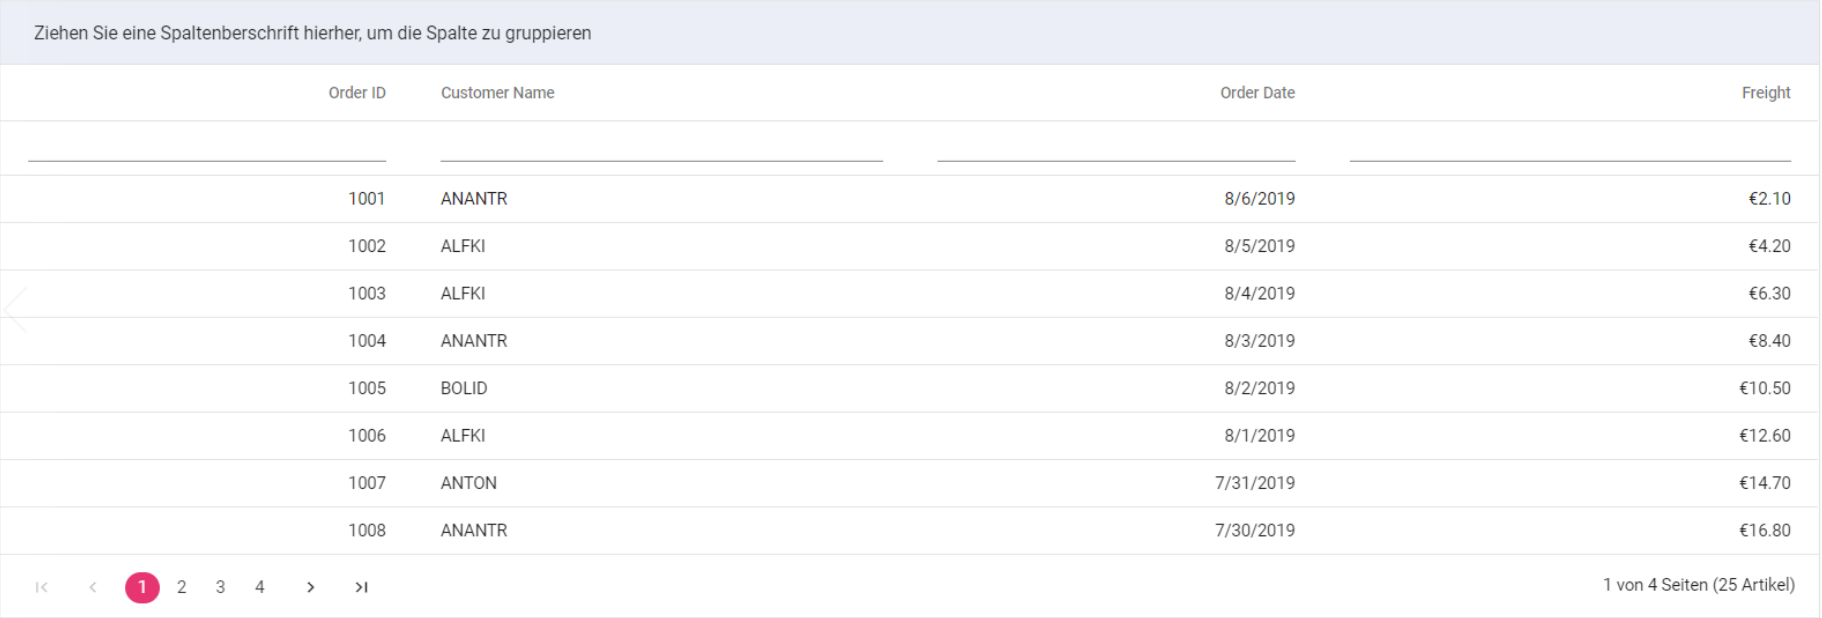 Ziehen Sie eine Spaltenberschrift hierher, um die Spalte zu gruppieren
Order ID Customer Name Order Date Freight
1001 ANANTR 8/6/2019 €2.10
1002 ALFKI 8/5/2019 €4.20
1003 ALFKI 8/4/2019 €6.30
1004 ANANTR 8/3/2019 €8.40
1005 BOLID 8/2/2019 €10.50
1006 ALFKI 8/1/2019 €12.60
1007 ANTON 7/31/2019 €14.70
1008 ANANTR 7/30/2019 €16.80
1 2 3 4 1 von 4 Seiten (25 Artikel)